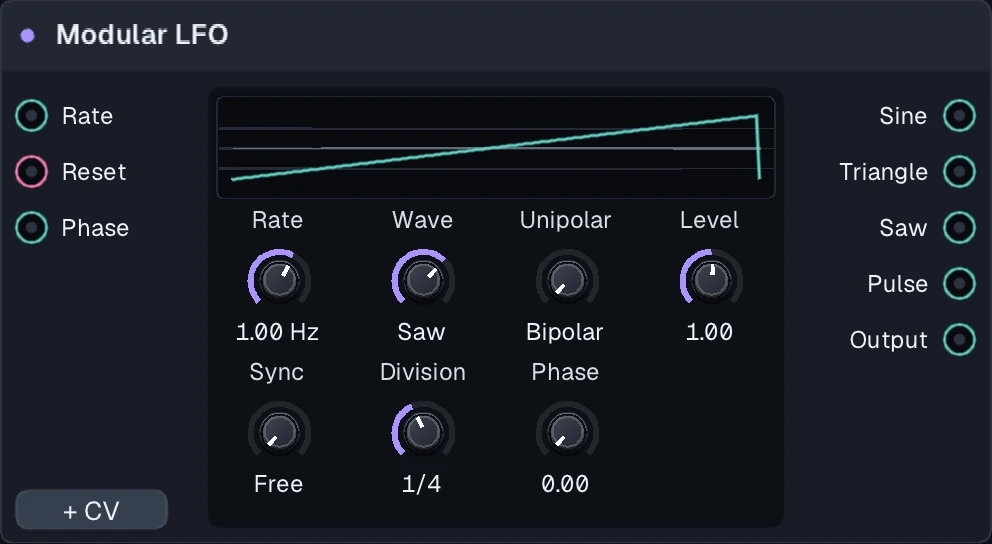 Modular LFO
Rate
Reset
Phase
Rate Wave Unipolar Level
1.00 Hz Saw Bipolar 1.00
Sync Division Phase
Free 1/4 0.00
Sine
Triangle
Saw
Pulse
Output
+ CV